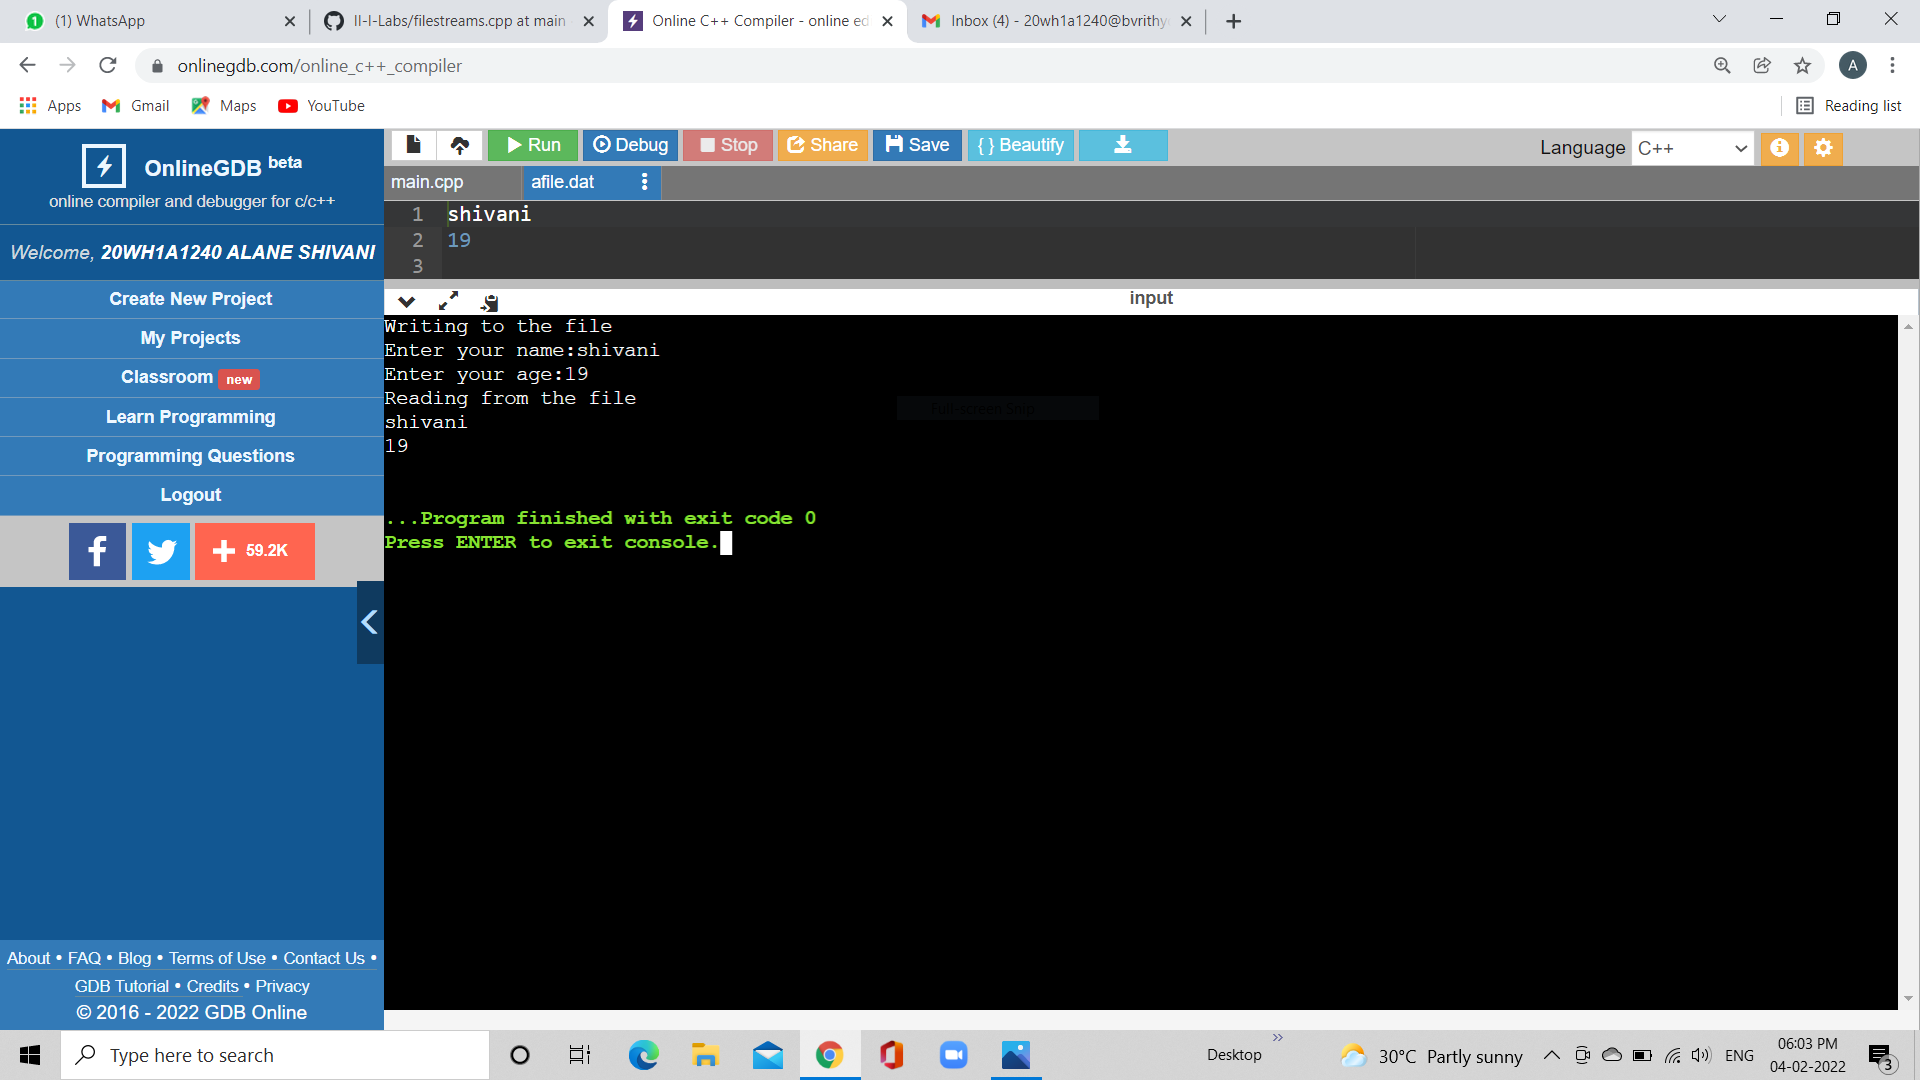 (1) WhatsApp
II-I-Labs/filestreams.cpp at main
Online C++ Compiler - online ed
Inbox (4) - 20wh1a1240@bvrithy
onlinegdb.com/online_c++_compiler
A
Apps
Gmail
Maps
YouTube
Reading list
OnlineGDB beta
online compiler and debugger for c/c++
Welcome, 20WH1A1240 ALANE SHIVANI
Create New Project
My Projects
Classroom new
Learn Programming
Programming Questions
Logout
f
59.2K
About • FAQ • Blog • Terms of Use • Contact Us •
GDB Tutorial • Credits • Privacy
© 2016 - 2022 GDB Online
Run
Debug
Stop
Share
Save
{ } Beautify
Language C++
main.cpp
afile.dat
1 shivani
2 19
3
input
Writing to the file
Enter your name:shivani
Enter your age:19
Reading from the file
Full-screen Snip
shivani
19
...Program finished with exit code 0
Press ENTER to exit console.
Type here to search
Desktop
30°C Partly sunny
ENG
06:03 PM
04-02-2022
3